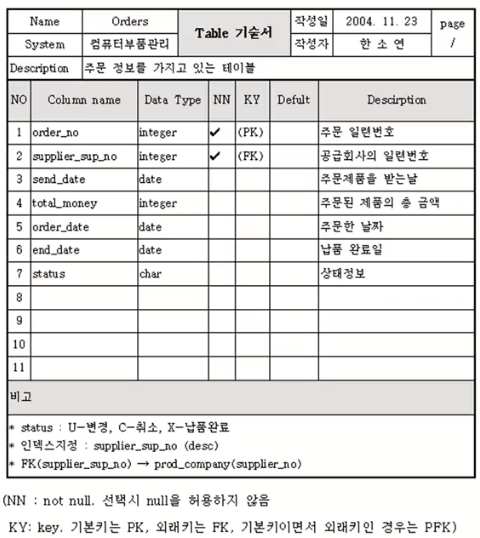 Name Orders Table 기술서 작성일 2004. 11. 23 page
System 컴퓨터부품관리 작성자 한 소 연 /
Description 주문 정보를 가지고 있는 테이블
NO Column name Data Type NN KY Defult Descirption
1 order_no integer ✔ (PK) 주문 일련번호
2 supplier_sup_no integer ✔ (FK) 공급회사의 일련번호
3 send_date date 주문제품을 받는날
4 total_money integer 주문된 제품의 총 금액
5 order_date date 주문한 날짜
6 end_date date 납품 완료일
7 status char 상태정보
8
9
10
11
비고
* status : U-변경, C-취소, X-납품완료
* 인덱스지정 : supplier_sup_no (desc)
* FK(supplier_sup_no) → prod_company(supplier_no)
(NN : not null. 선택시 null을 허용하지 않음
KY: key. 기본키는 PK, 외래키는 FK, 기본키이면서 외래키인 경우는 PFK)